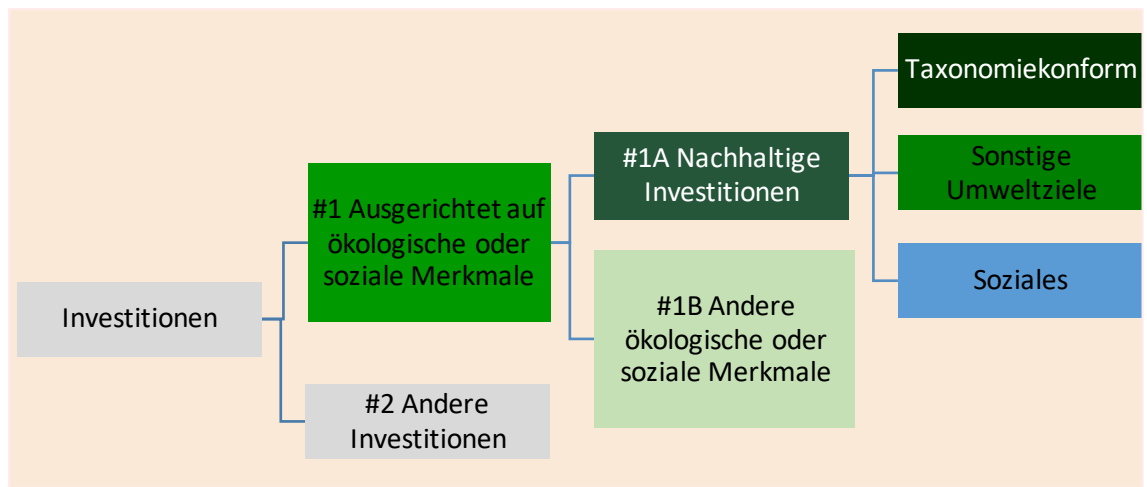 Investitionen
#1 Ausgerichtet auf
ökologische oder
soziale Merkmale
#2 Andere
Investitionen
#1A Nachhaltige
Investitionen
#1B Andere
ökologische oder
soziale Merkmale
Taxonomiekonform
Sonstige
Umweltziele
Soziales